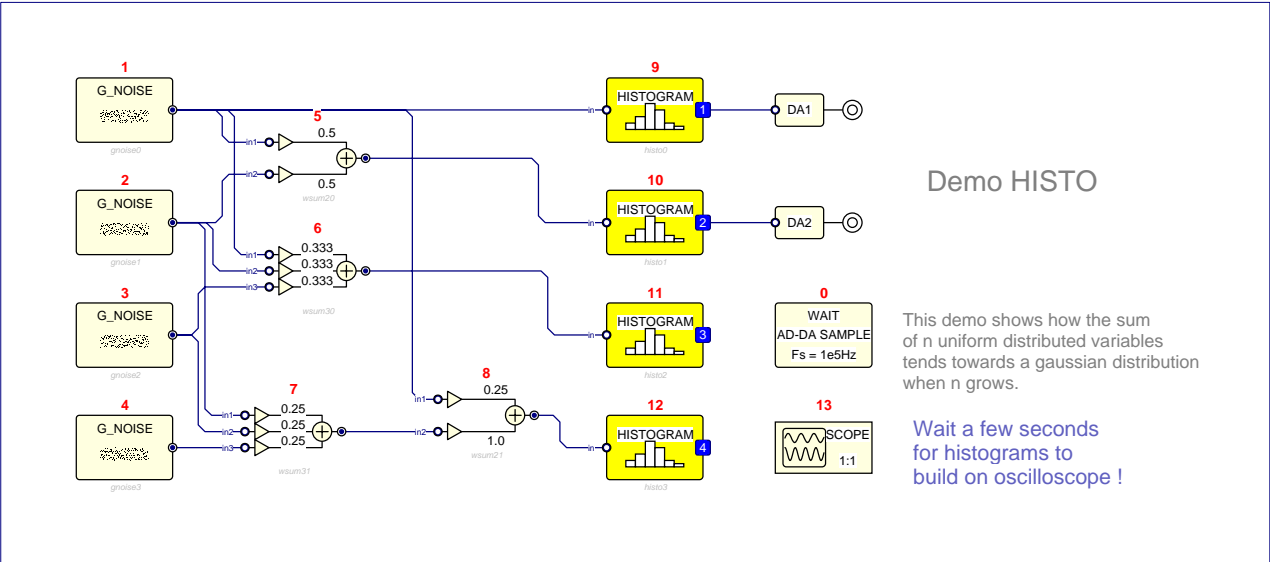 1
G_NOISE
gnoise0
2
G_NOISE
gnoise1
3
G_NOISE
gnoise2
4
G_NOISE
gnoise3
5
in1
0.5
in2
0.5
wsum20
6
in1
0.333
in2
0.333
in3
0.333
wsum30
7
in1
0.25
in2
0.25
in3
0.25
wsum31
8
in1
0.25
in2
1.0
wsum21
9
HISTOGRAM
in
1
histo0
10
HISTOGRAM
in
2
histo1
11
HISTOGRAM
in
3
histo2
12
HISTOGRAM
in
4
histo3
DA1
DA2
0
WAIT
AD-DA SAMPLE
Fs = 1e5Hz
13
SCOPE
1:1
Demo HISTO
This demo shows how the sum
of n uniform distributed variables
tends towards a gaussian distribution
when n grows.
Wait a few seconds
for histograms to
build on oscilloscope !